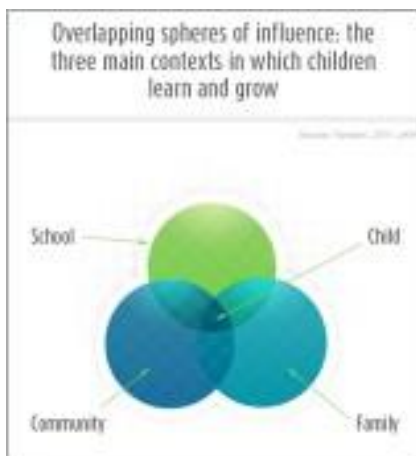 Overlapping spheres of influence: the
three main contexts in which children
learn and grow
School
Child
Community
Family